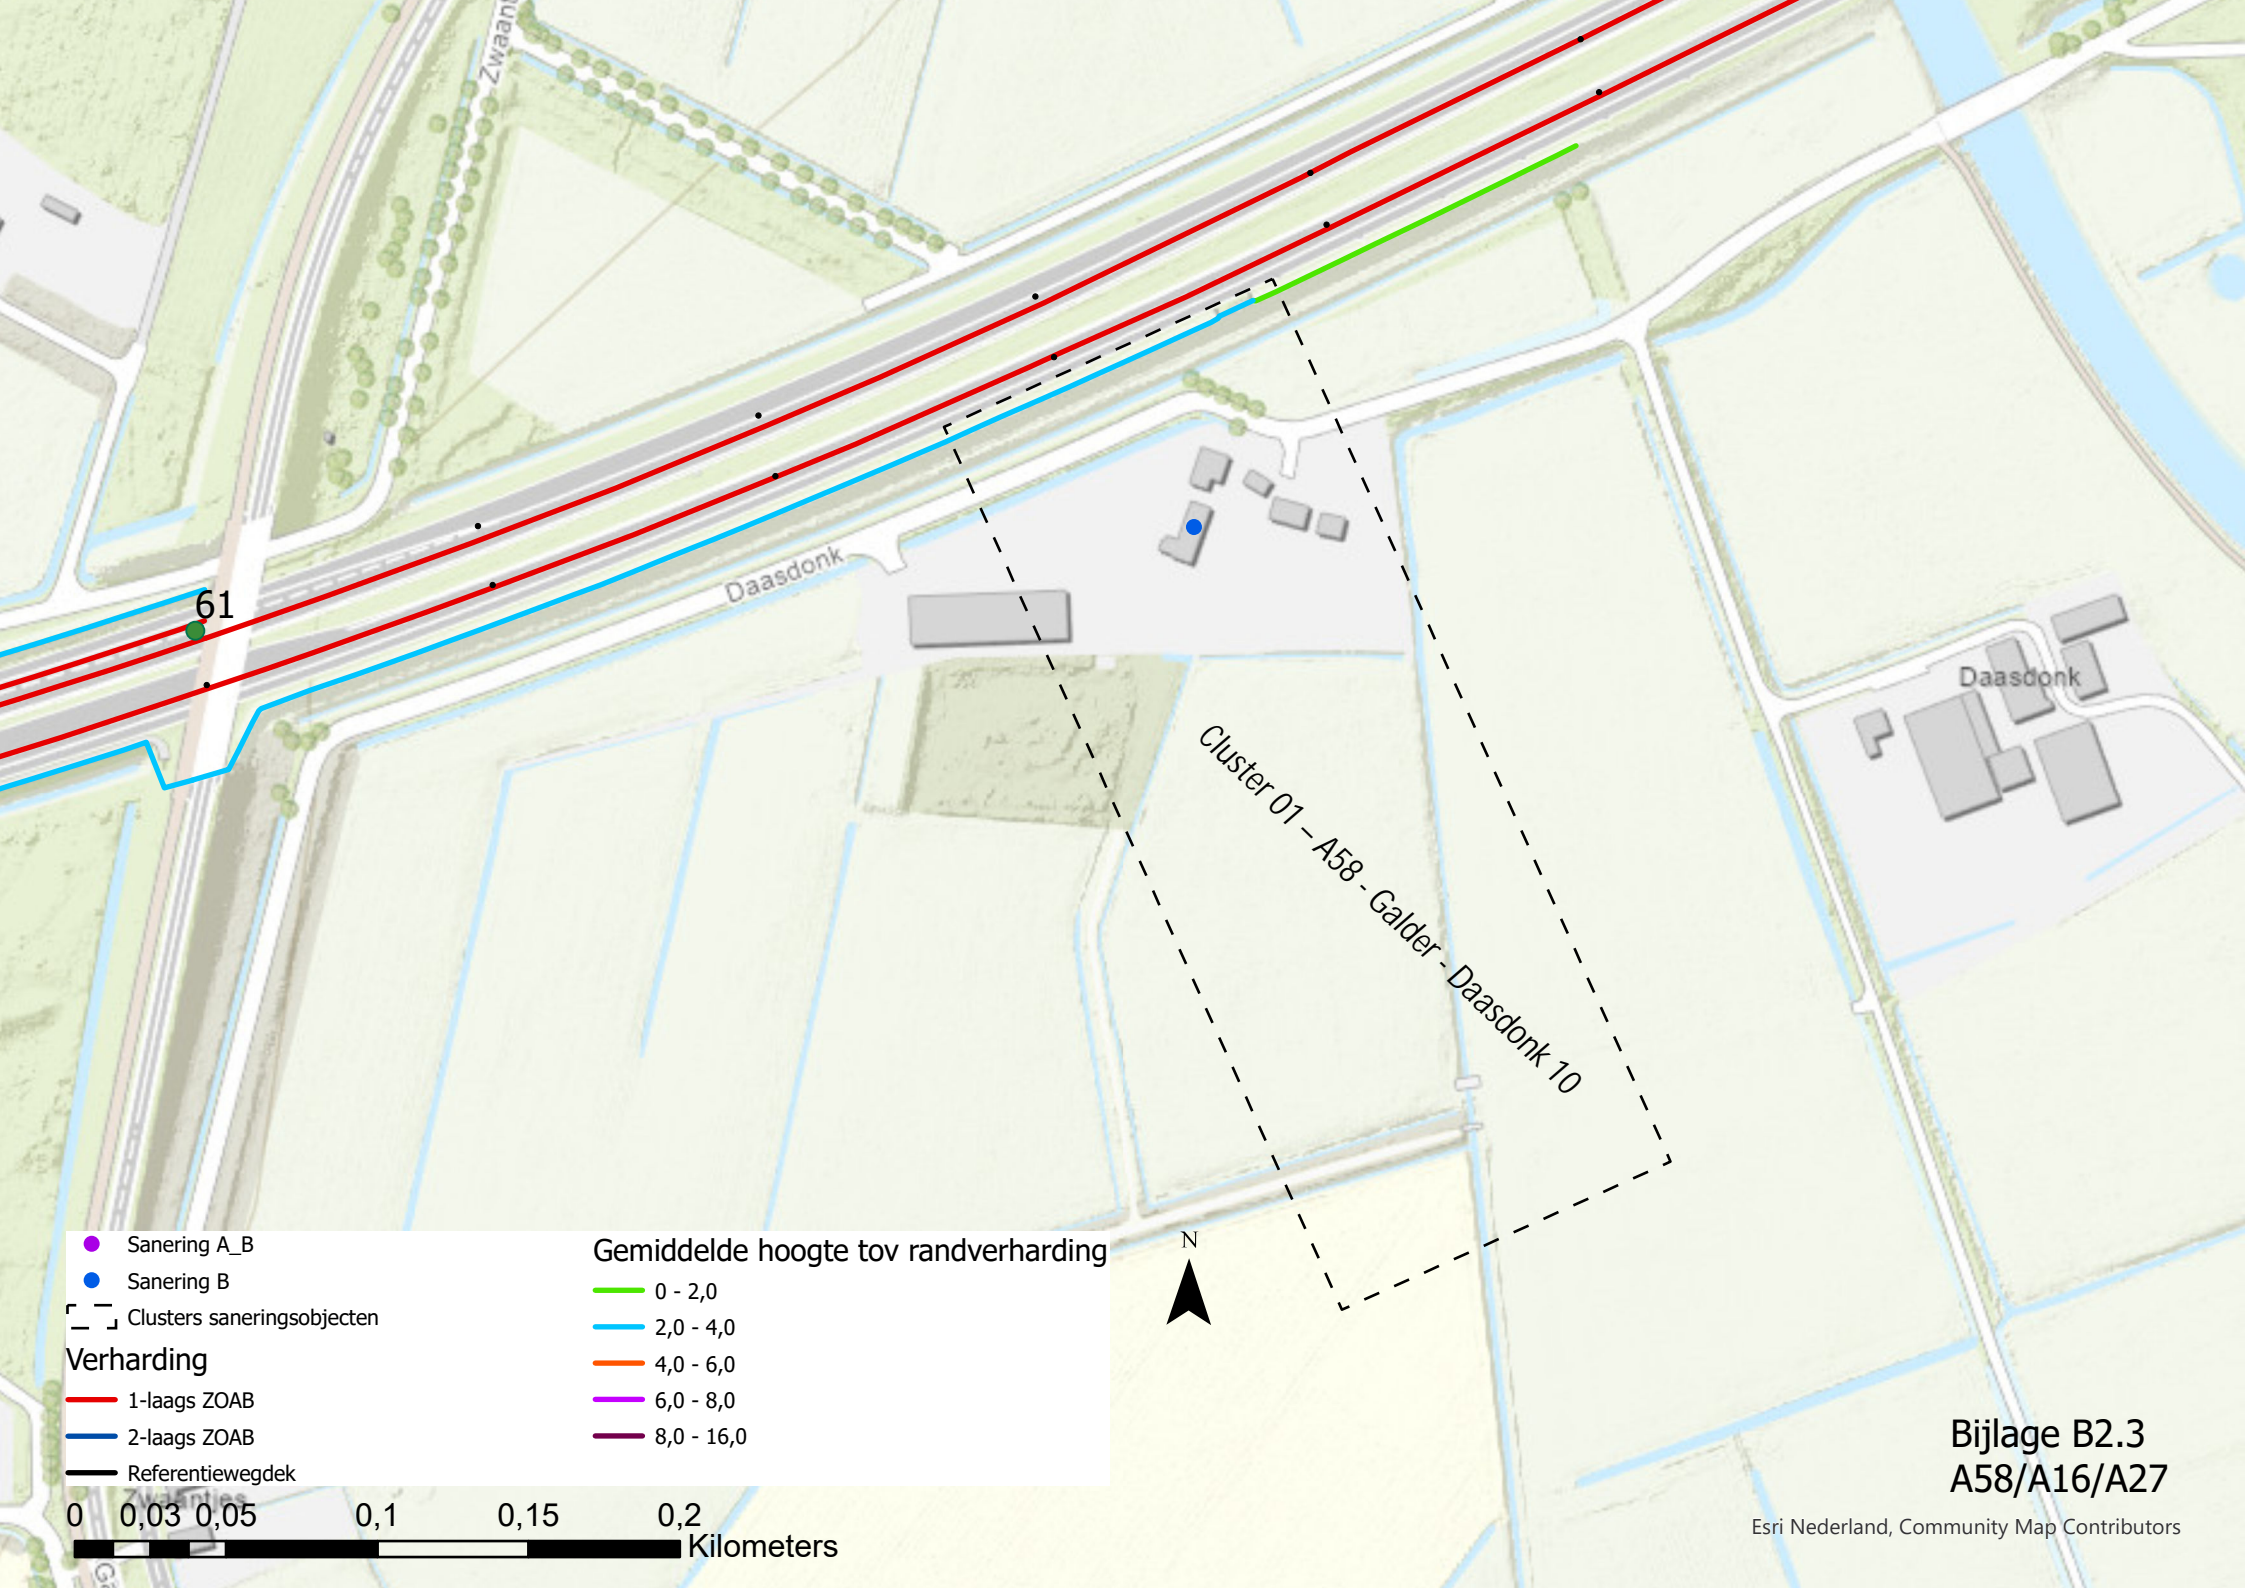 Zwaant
61
Daasdonk
Daasdonk
Cluster 01 – A58 - Galder - Daasdonk 10
N
Sanering A_B
Sanering B
Clusters saneringsobjecten
Verharding
1-laags ZOAB
2-laags ZOAB
Referentiewegdek
Gemiddelde hoogte tov randverharding
0 - 2,0
2,0 - 4,0
4,0 - 6,0
6,0 - 8,0
8,0 - 16,0
Zwaantjes
0 0,03 0,05 0,1 0,15 0,2
Kilometers
Bijlage B2.3
A58/A16/A27
Esri Nederland, Community Map Contributors